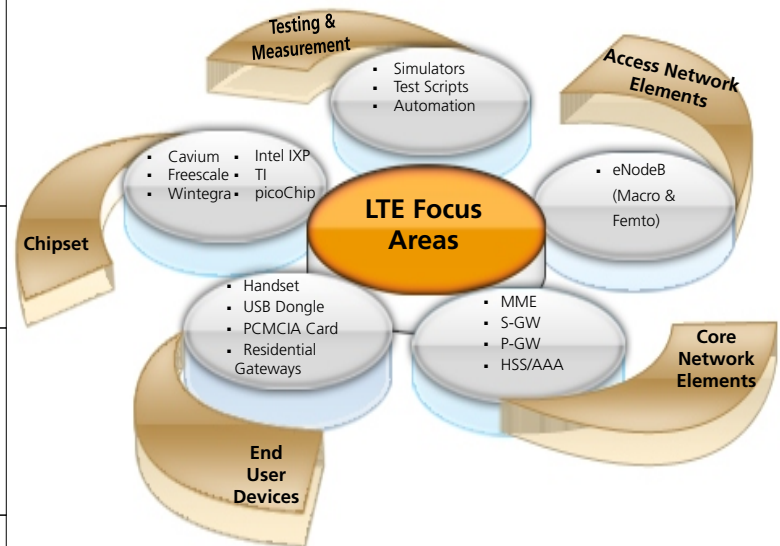 Testing &
Measurement
▪ Simulators
▪ Test Scripts
▪ Automation
Access Network
Elements
▪ eNodeB
(Macro &
Femto)
▪ Cavium ▪ Intel IXP
▪ Freescale ▪ TI
▪ Wintegra ▪ picoChip
Chipset
LTE Focus
Areas
▪ Handset
▪ USB Dongle
▪ PCMCIA Card
▪ Residential
Gateways
End
User
Devices
▪ MME
▪ S-GW
▪ P-GW
▪ HSS/AAA
Core
Network
Elements